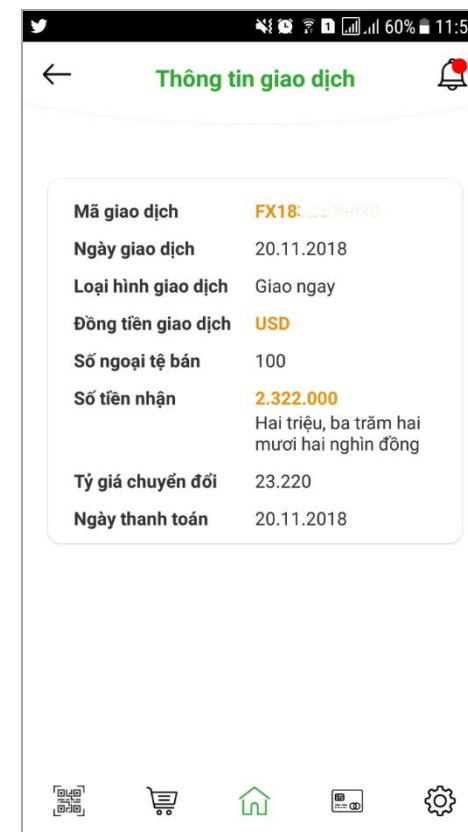 1 60% 11:5
Thông tin giao dịch
Mã giao dịch FX18
Ngày giao dịch 20.11.2018
Loại hình giao dịch Giao ngay
Đồng tiền giao dịch USD
Số ngoại tệ bán 100
Số tiền nhận 2.322.000
Hai triệu, ba trăm hai
mươi hai nghìn đồng
Tỷ giá chuyển đổi 23.220
Ngày thanh toán 20.11.2018